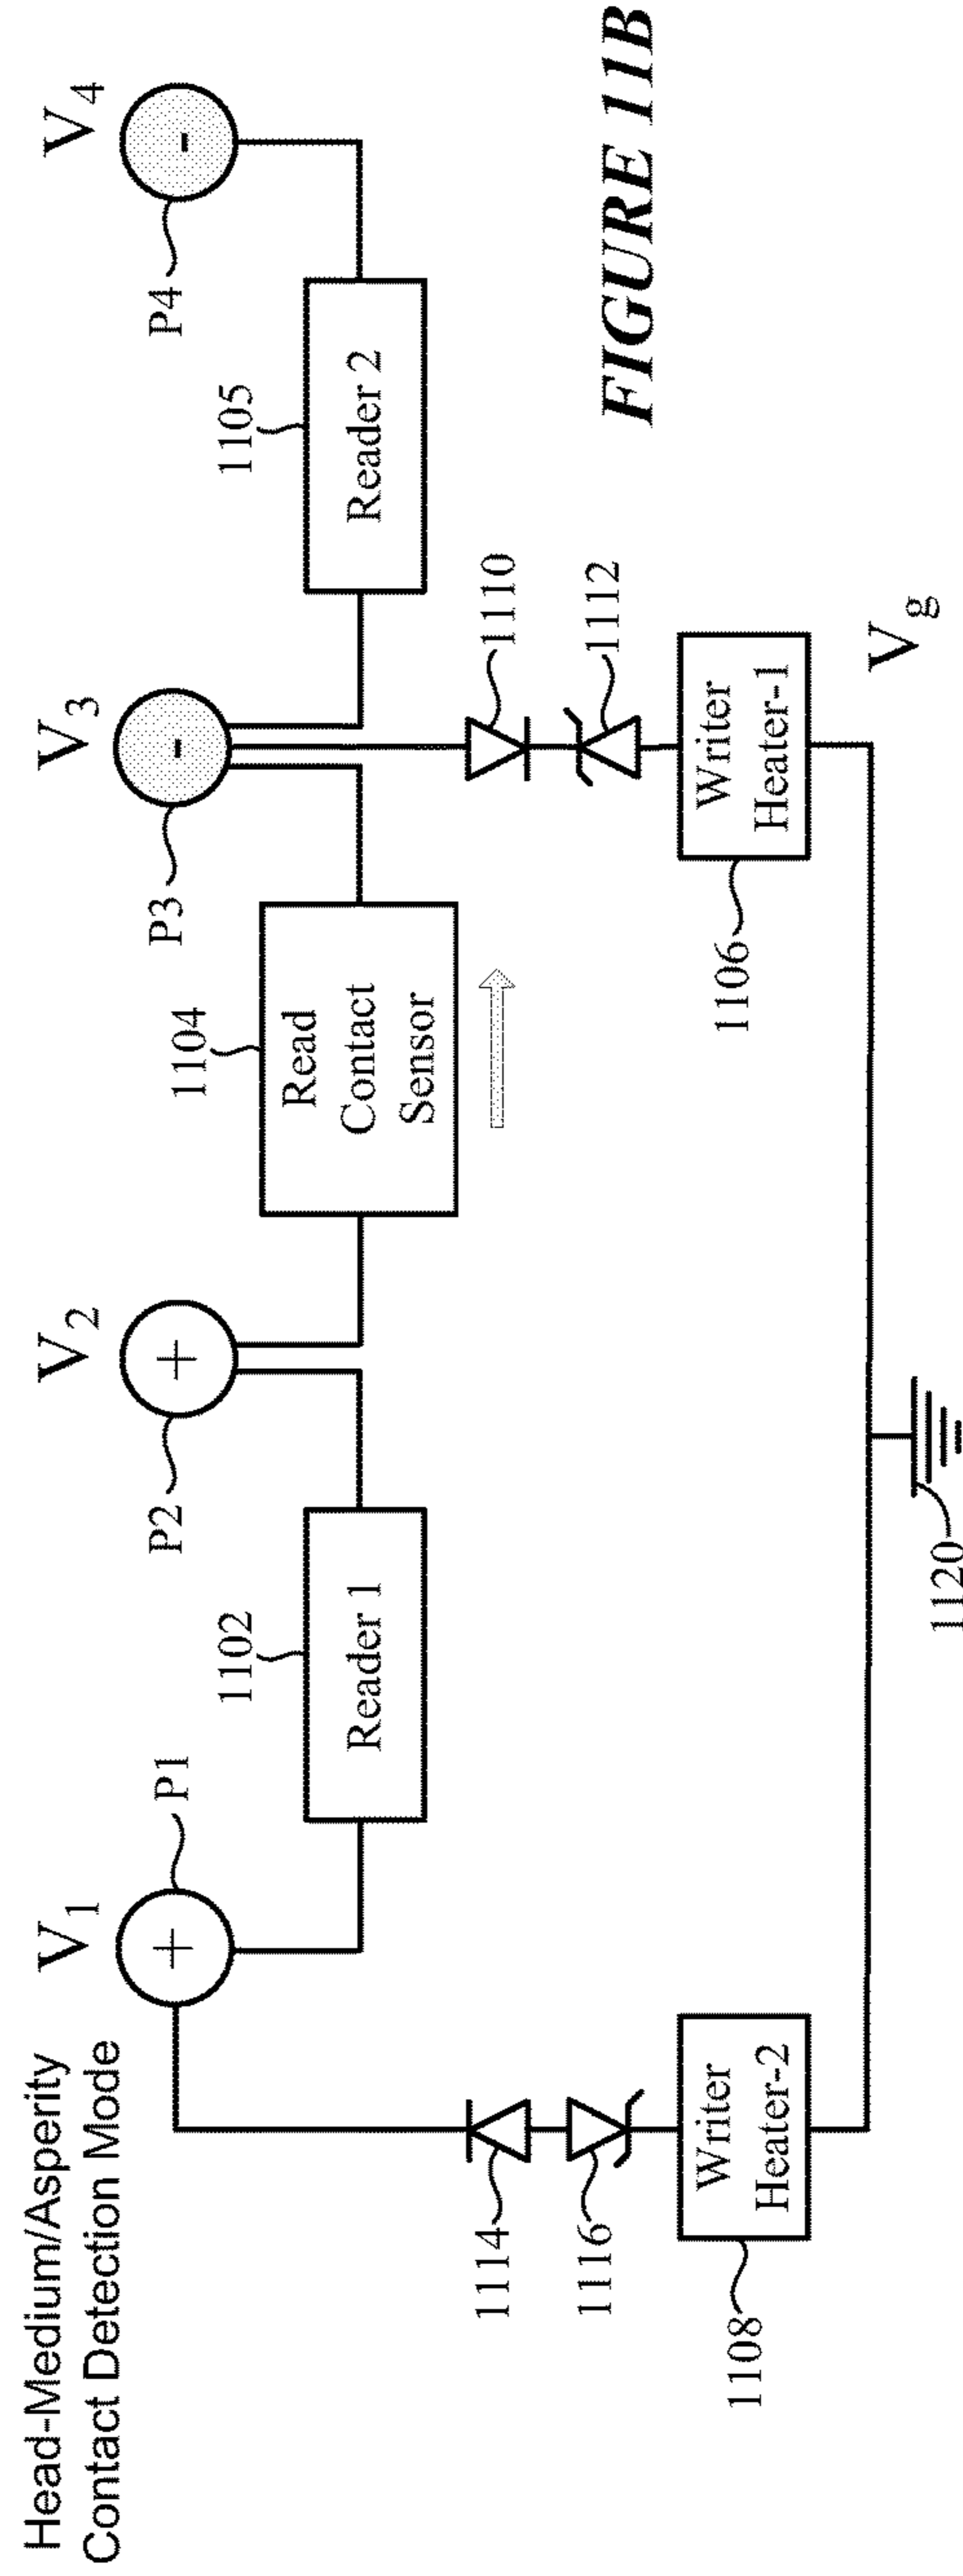 Head-Medium/Asperity
Contact Detection Mode
V1
V2
V3
V4
+
+
-
-
P1
P2
P3
P4
1102
1104
1105
Reader 1
Read
Contact
Sensor
Reader 2
1114
1110
1116
1112
1108
Writer
Heater-2
1106
Writer
Heater-1
Vg
1120
FIGURE 11B